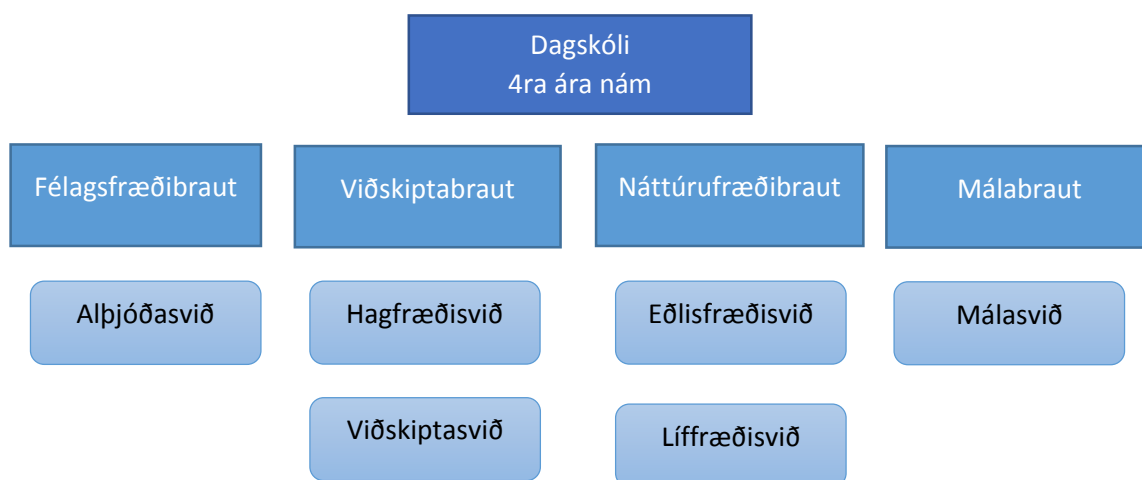 Dagskóli
4ra ára nám
Félagsfræðibraut
Viðskiptabraut
Náttúrufræðibraut
Málabraut
Alþjóðasvið
Hagfræðisvið
Eðlisfræðisvið
Málasvið
Viðskiptasvið
Líffræðisvið